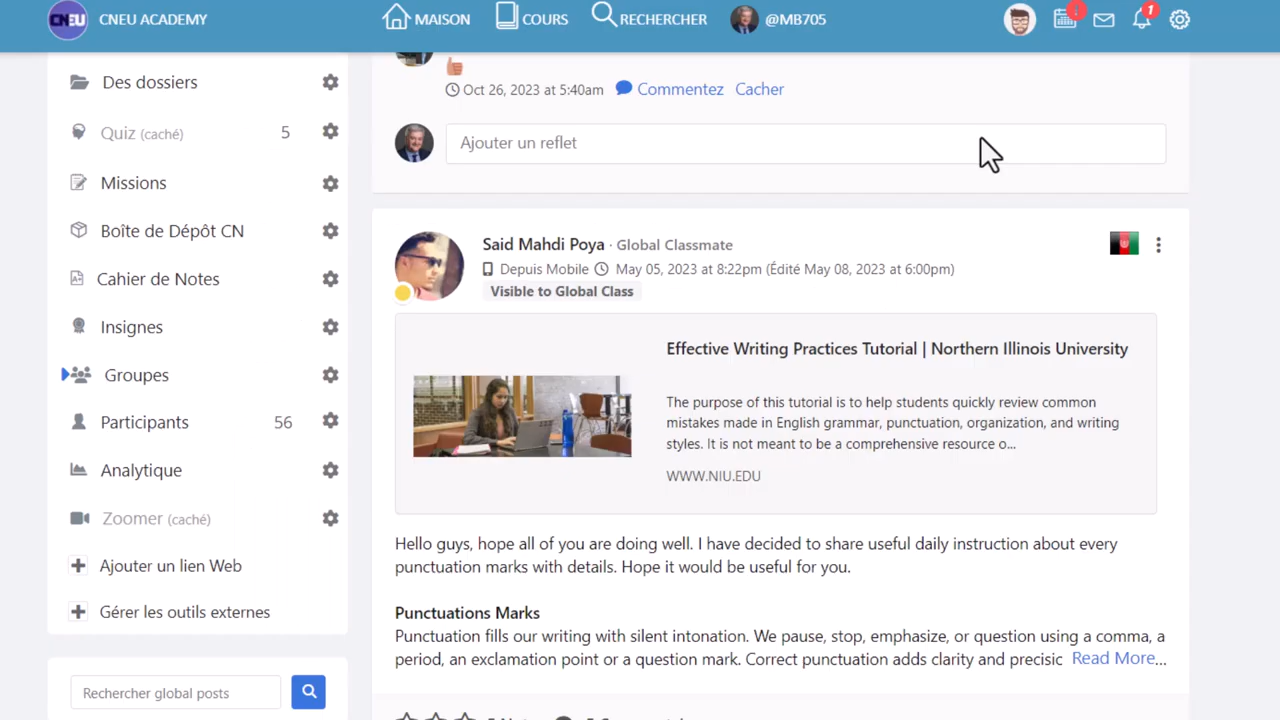 CNEU
CNEU ACADEMY
MAISON
COURS
RECHERCHER
@MB705
1
Des dossiers
Quiz (caché)
5
Missions
Boîte de Dépôt CN
Cahier de Notes
Insignes
Groupes
Participants
56
Analytique
Zoomer (caché)
Ajouter un lien Web
Gérer les outils externes
Rechercher global posts
Oct 26, 2023 at 5:40am
Commentez
Cacher
Ajouter un reflet
Said Mahdi Poya · Global Classmate
Depuis Mobile
May 05, 2023 at 8:22pm (Édité May 08, 2023 at 6:00pm)
Visible to Global Class
Effective Writing Practices Tutorial | Northern Illinois University
The purpose of this tutorial is to help students quickly review common
mistakes made in English grammar, punctuation, organization, and writing
styles. It is not meant to be a comprehensive resource o...
WWW.NIU.EDU
Hello guys, hope all of you are doing well. I have decided to share useful daily instruction about every
punctuation marks with details. Hope it would be useful for you.
Punctuations Marks
Punctuation fills our writing with silent intonation. We pause, stop, emphasize, or question using a comma, a
period, an exclamation point or a question mark. Correct punctuation adds clarity and precisic Read More...